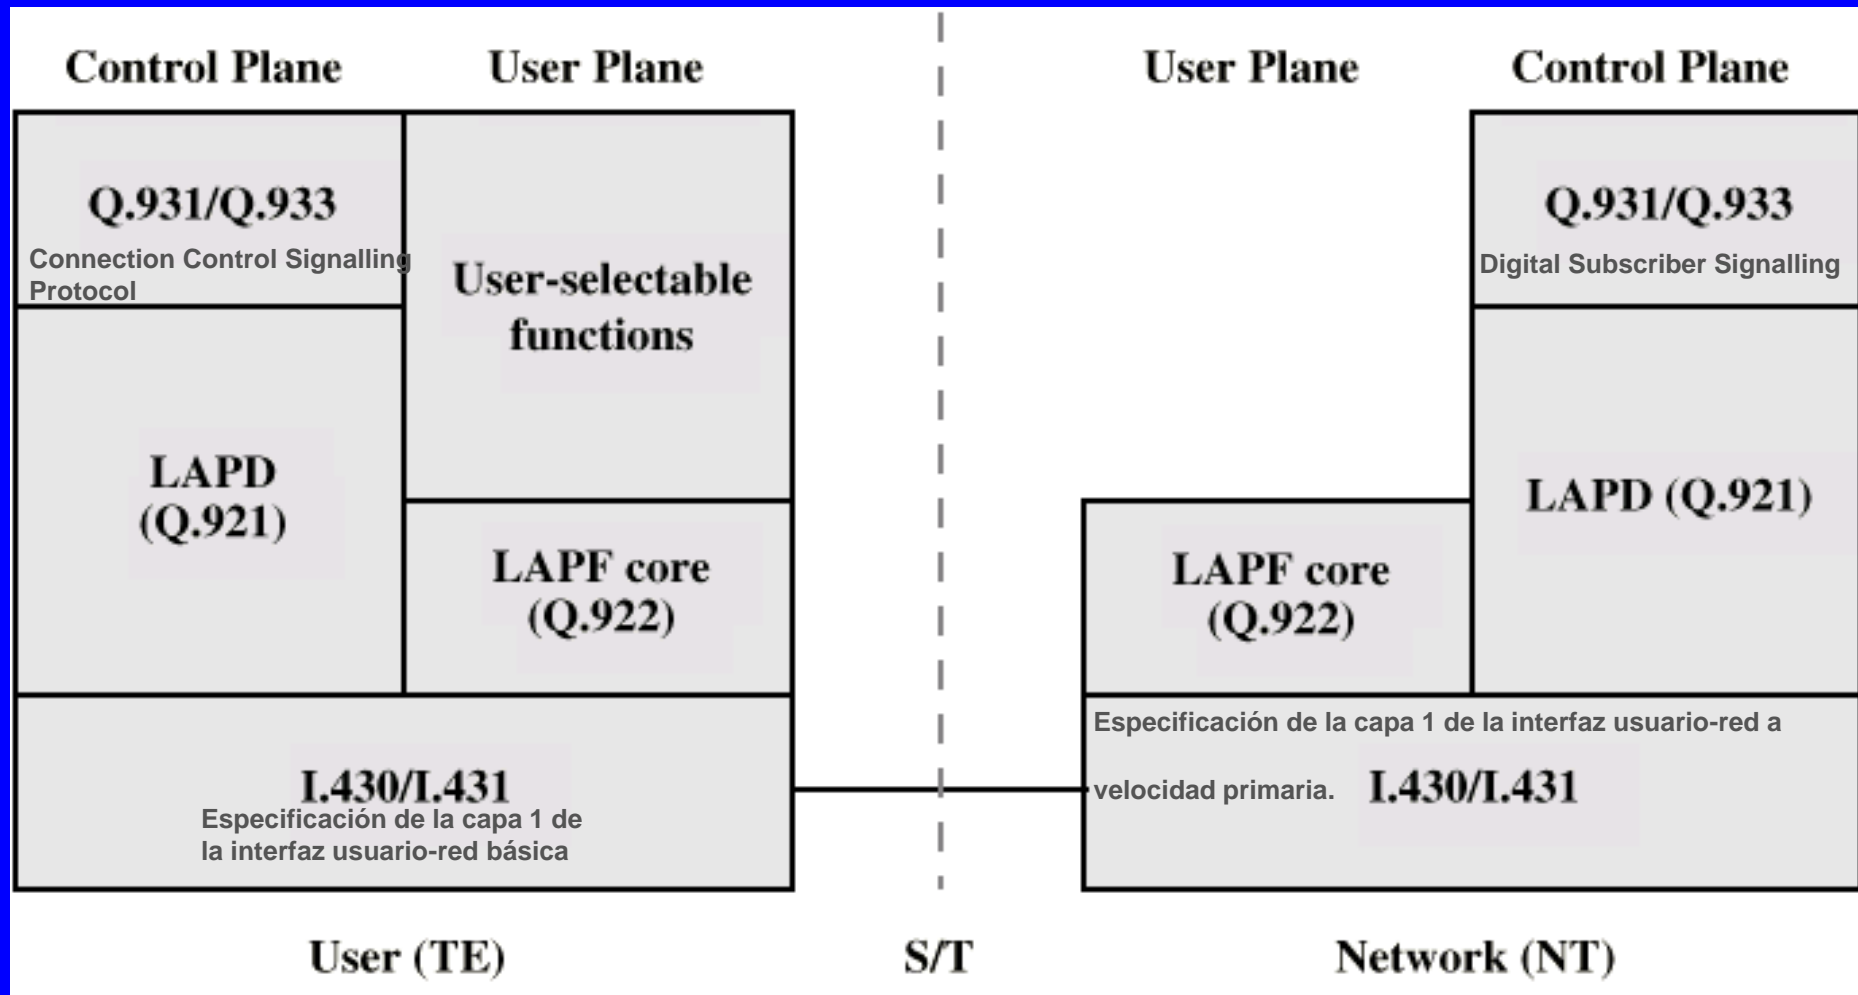 Control Plane
User Plane
User Plane
Control Plane
Q.931/Q.933
Connection Control Signalling
Protocol
User-selectable
functions
LAPD
(Q.921)
LAPF core
(Q.922)
I.430/I.431
Especificación de la capa 1 de
la interfaz usuario-red básica
Q.931/Q.933
Digital Subscriber Signalling
LAPD (Q.921)
LAPF core
(Q.922)
Especificación de la capa 1 de la interfaz usuario-red a
velocidad primaria.
I.430/I.431
User (TE)
S/T
Network (NT)